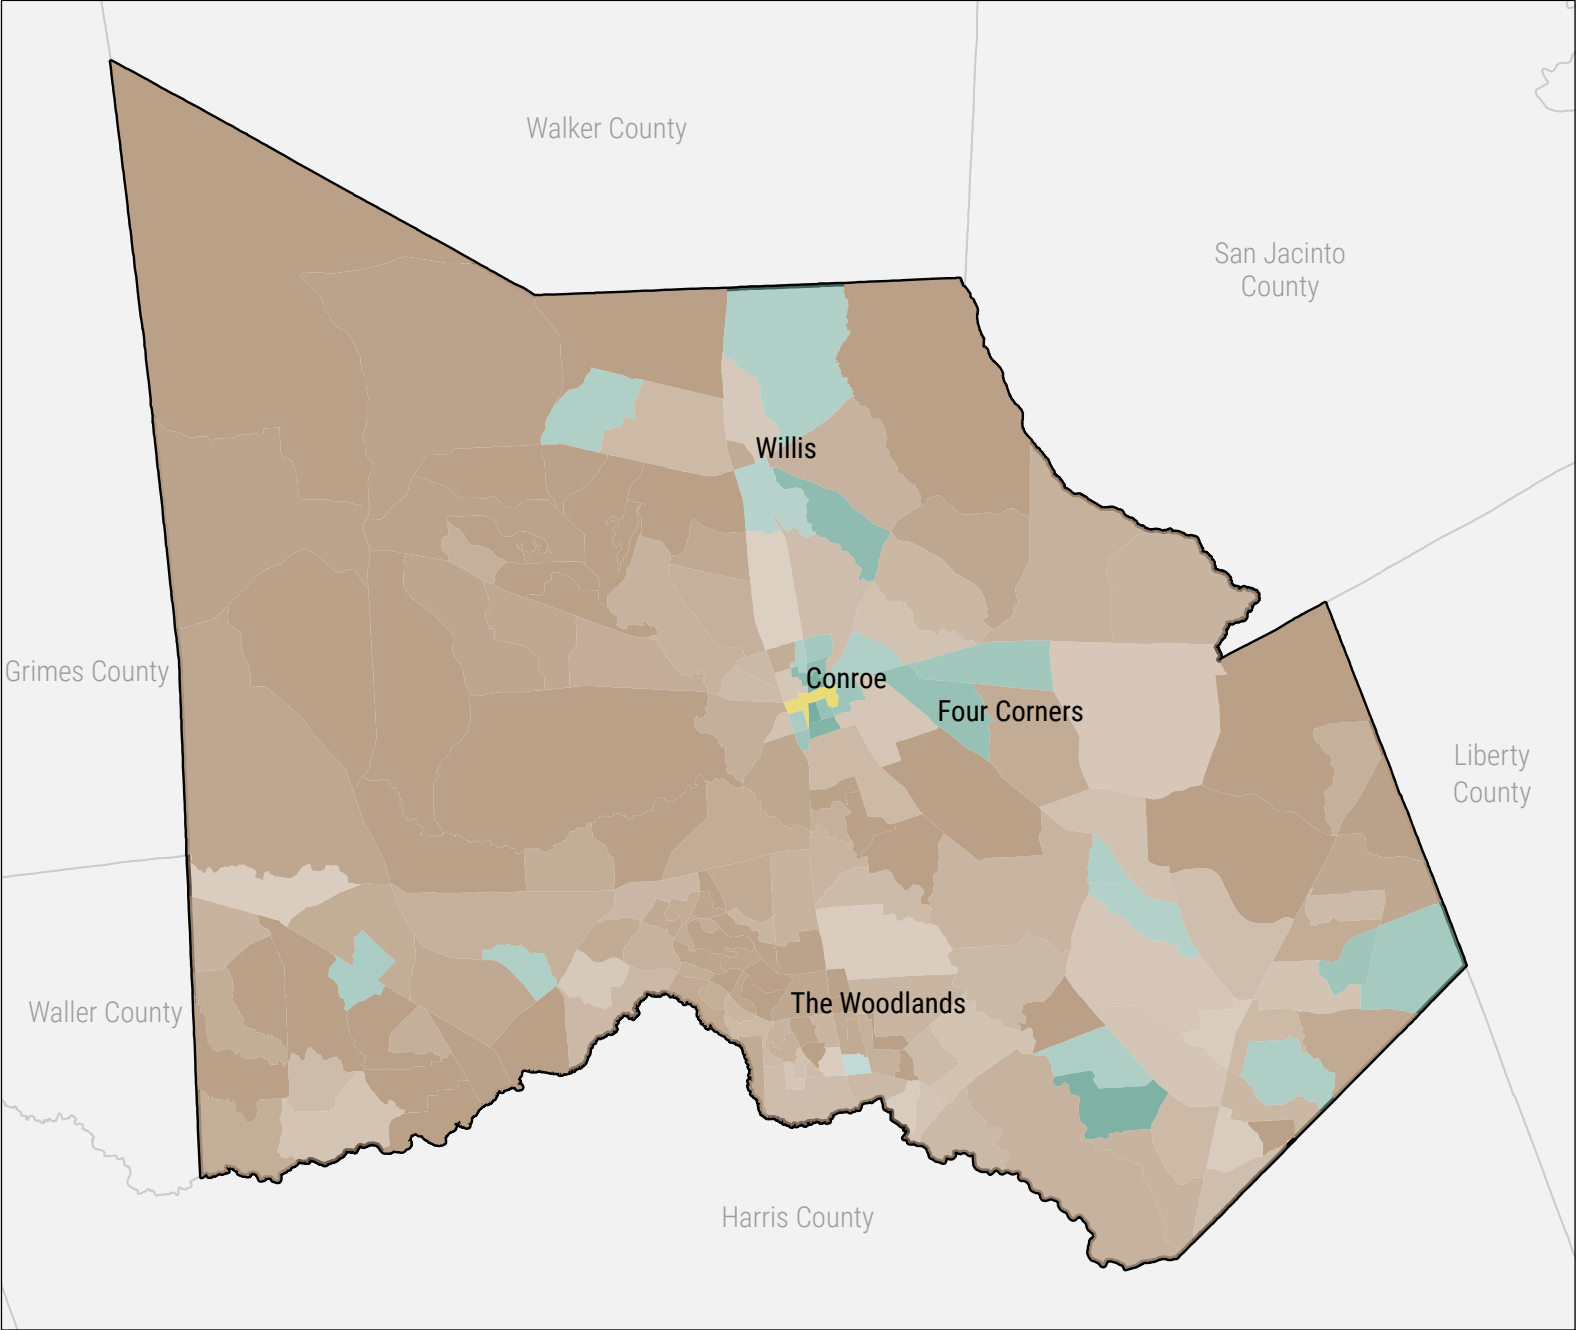 Walker County
San Jacinto
County
Willis
Grimes County
Conroe
Four Corners
Liberty
County
Waller County
The Woodlands
Harris County